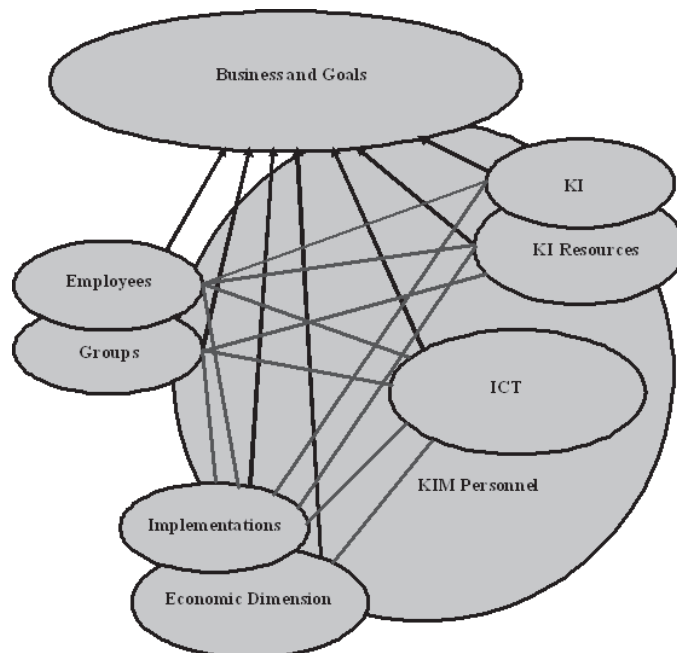 Business and Goals
KI
KI Resources
Employees
Groups
ICT
KIM Personnel
Implementations
Economic Dimension